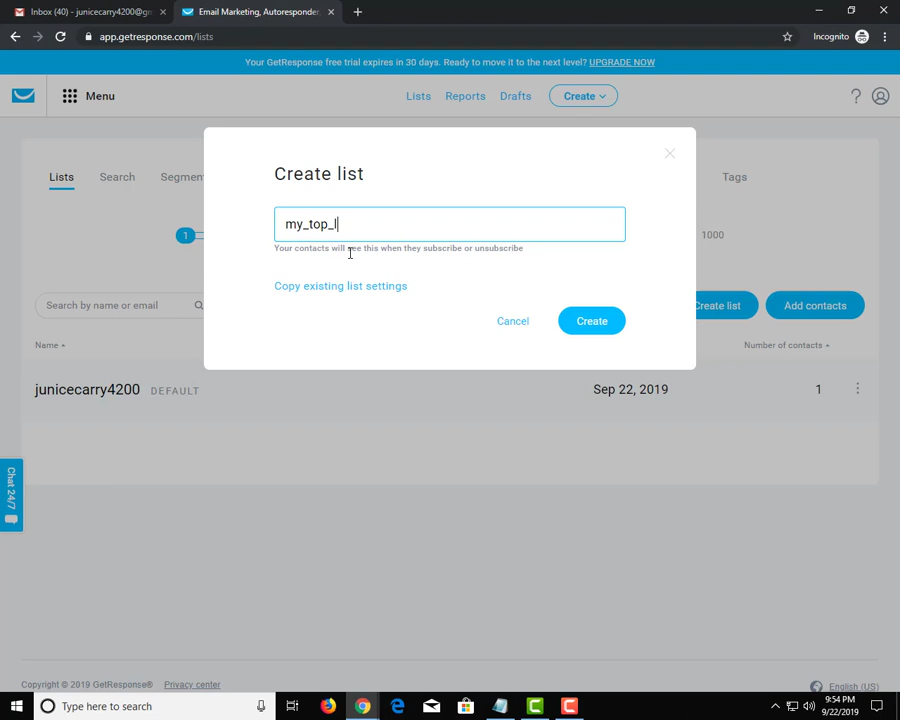 Inbox (40) - junicecarry4200@gm
Email Marketing, Autoresponder,
app.getresponse.com/lists
Incognito
Your GetResponse free trial expires in 30 days. Ready to move it to the next level? UPGRADE NOW
Menu
Lists
Reports
Drafts
Create
Create list
Lists
Search
Segmen
Tags
my_top_l
1
1000
Your contacts will see this when they subscribe or unsubscribe
Copy existing list settings
Search by name or email
Create list
Add contacts
Cancel
Create
Name
Number of contacts
junicecarry4200
DEFAULT
Sep 22, 2019
1
Chat 24/7
Copyright © 2019 GetResponse®
Privacy center
English (US)
Type here to search
9:54 PM
9/22/2019